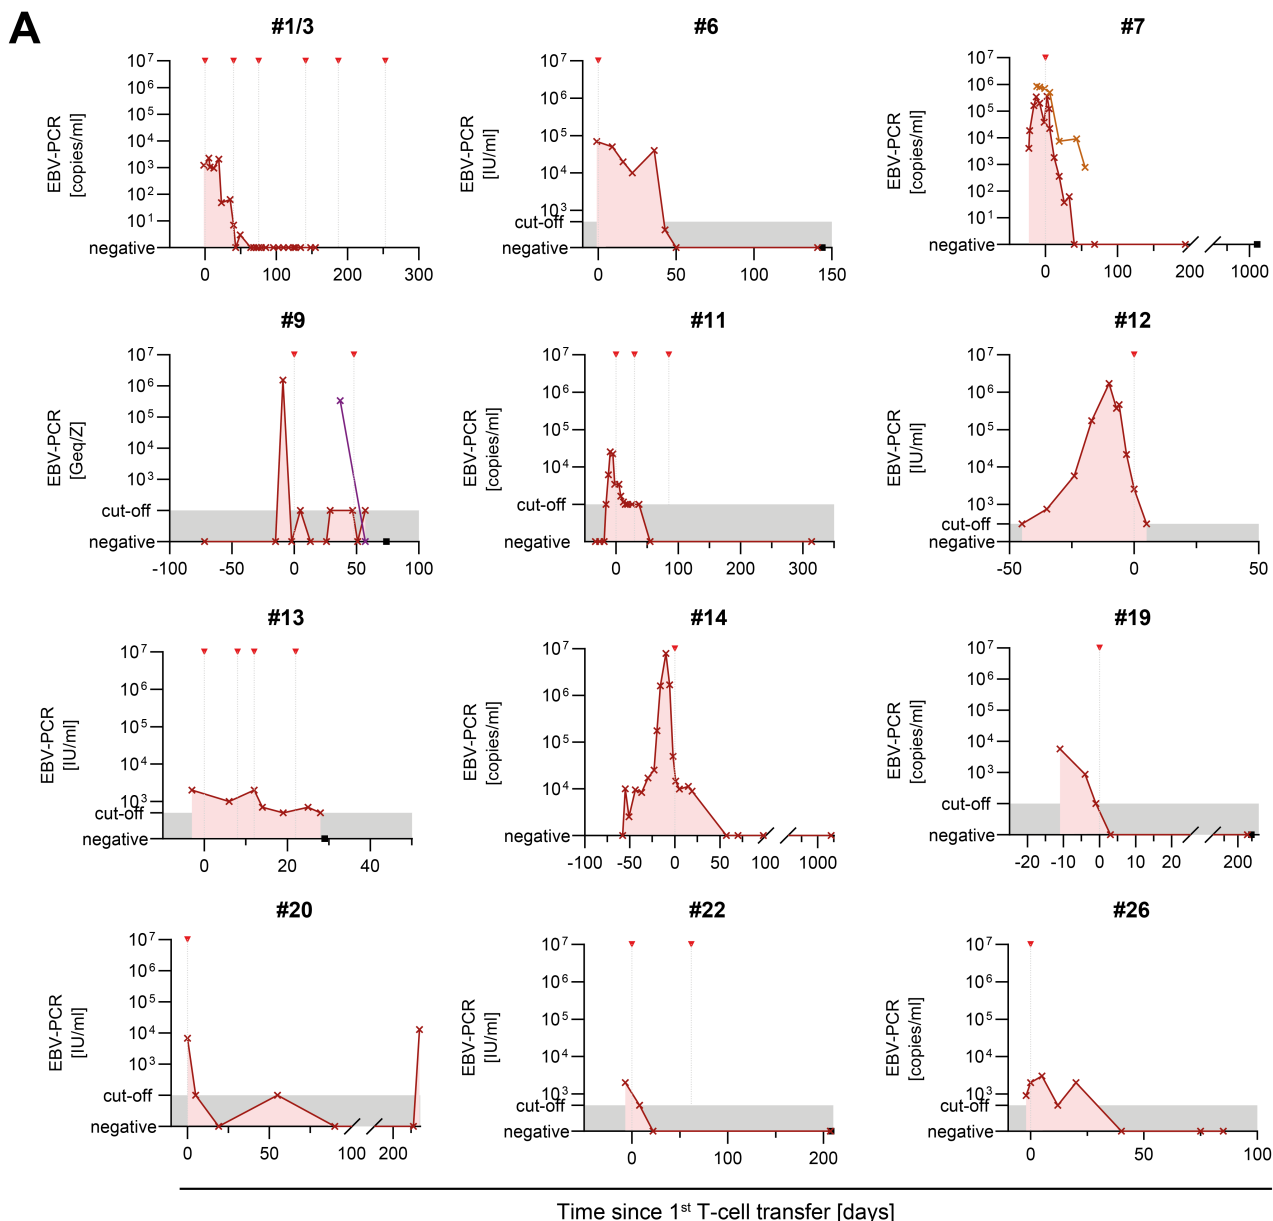 A
#1/3
EBV-PCR
[copies/ml]
10⁷
10⁶
10⁵
10⁴
10³
10²
10¹
negative
0 100 200 300
#6
EBV-PCR
[IU/ml]
10⁷
10⁶
10⁵
10⁴
10³
cut-off
negative
0 50 100 150
#7
EBV-PCR
[copies/ml]
10⁷
10⁶
10⁵
10⁴
10³
10²
10¹
negative
0 100 200 1000
#9
EBV-PCR
[Geq/Z]
10⁷
10⁶
10⁵
10⁴
10³
cut-off
negative
-100 -50 0 50 100
#11
EBV-PCR
[copies/ml]
10⁷
10⁶
10⁵
10⁴
cut-off
negative
0 100 200 300
#12
EBV-PCR
[IU/ml]
10⁷
10⁶
10⁵
10⁴
10³
cut-off
negative
-50 0 50
#13
EBV-PCR
[IU/ml]
10⁷
10⁶
10⁵
10⁴
10³
cut-off
negative
0 20 40
#14
EBV-PCR
[copies/ml]
10⁷
10⁶
10⁵
10⁴
negative
-100 -50 0 50 100 1000
#19
EBV-PCR
[copies/ml]
10⁷
10⁶
10⁵
10⁴
10³
cut-off
negative
-20 -10 0 10 20 200
#20
EBV-PCR
[IU/ml]
10⁷
10⁶
10⁵
10⁴
10³
cut-off
negative
0 50 100 200
#22
EBV-PCR
[IU/ml]
10⁷
10⁶
10⁵
10⁴
10³
cut-off
negative
0 100 200
#26
EBV-PCR
[copies/ml]
10⁷
10⁶
10⁵
10⁴
10³
cut-off
negative
0 50 100
Time since 1ˢᵗ T-cell transfer [days]